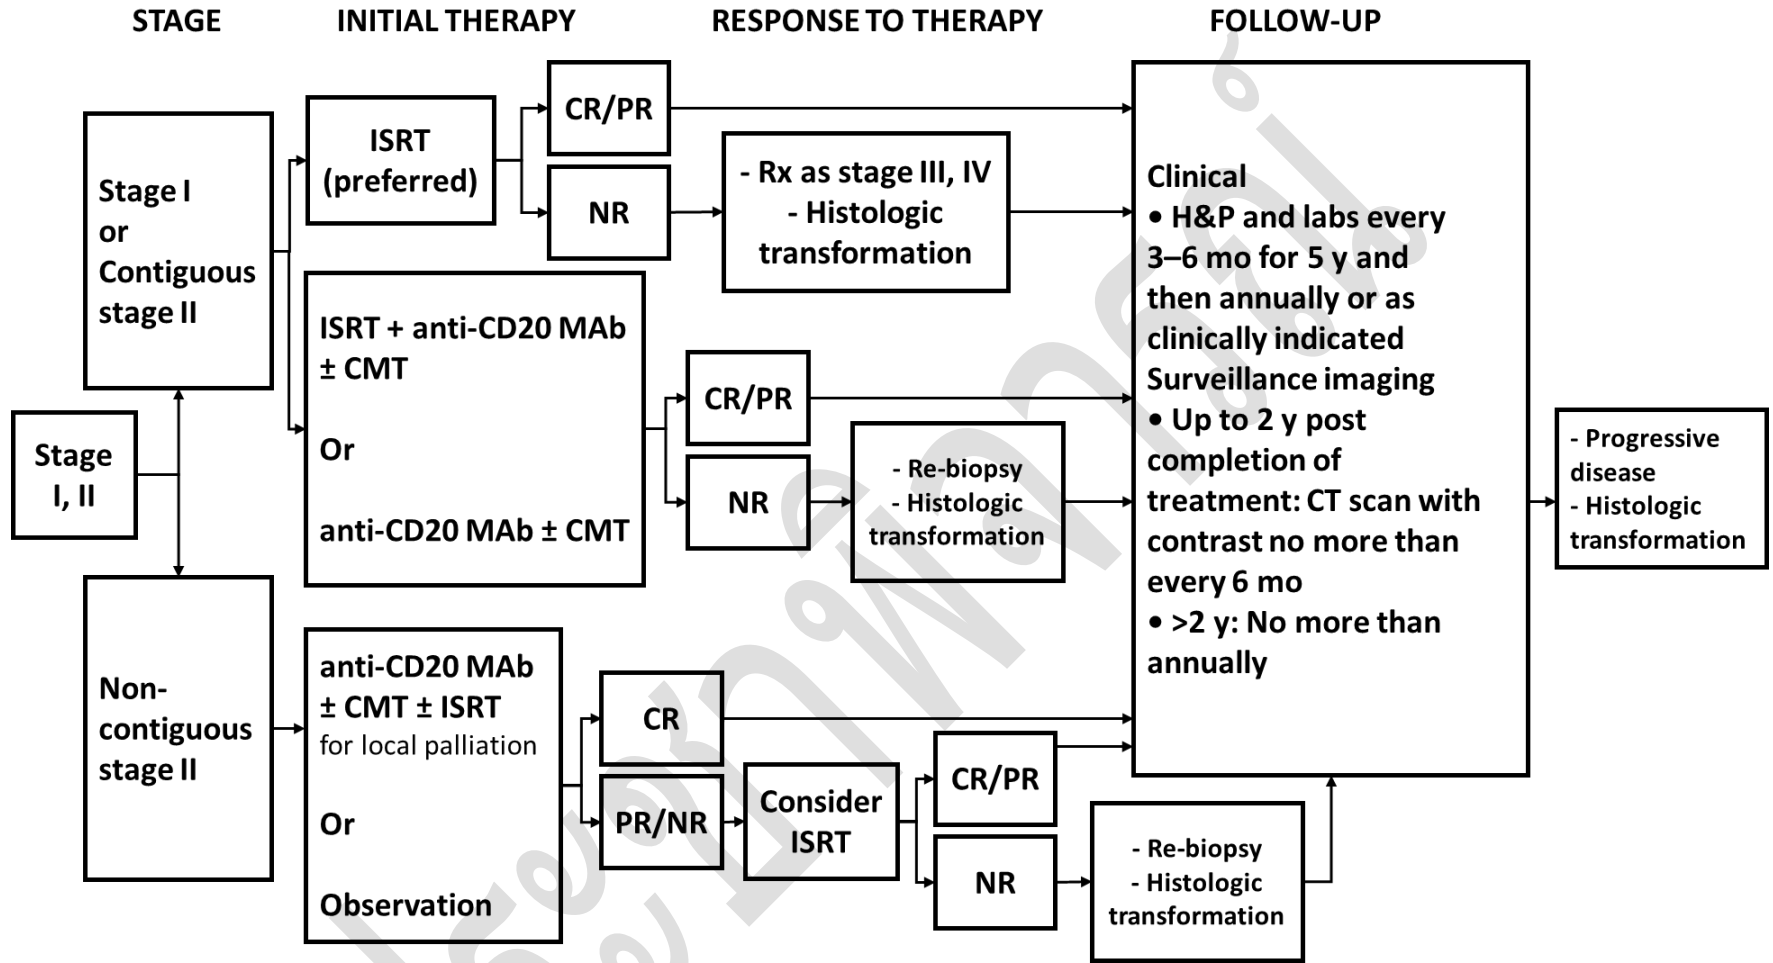 STAGE
INITIAL THERAPY
RESPONSE TO THERAPY
FOLLOW-UP
Stage
I, II
Stage I
or
Contiguous
stage II
ISRT
(preferred)
CR/PR
NR
- Rx as stage III, IV
- Histologic
transformation
ISRT + anti-CD20 MAb
± CMT
Or
anti-CD20 MAb ± CMT
CR/PR
NR
- Re-biopsy
- Histologic
transformation
Non-
contiguous
stage II
anti-CD20 MAb
± CMT ± ISRT
for local palliation
Or
Observation
CR
PR/NR
Consider
ISRT
CR/PR
NR
- Re-biopsy
- Histologic
transformation
Clinical
• H&P and labs every
3–6 mo for 5 y and
then annually or as
clinically indicated
Surveillance imaging
• Up to 2 y post
completion of
treatment: CT scan with
contrast no more than
every 6 mo
• >2 y: No more than
annually
- Progressive
disease
- Histologic
transformation